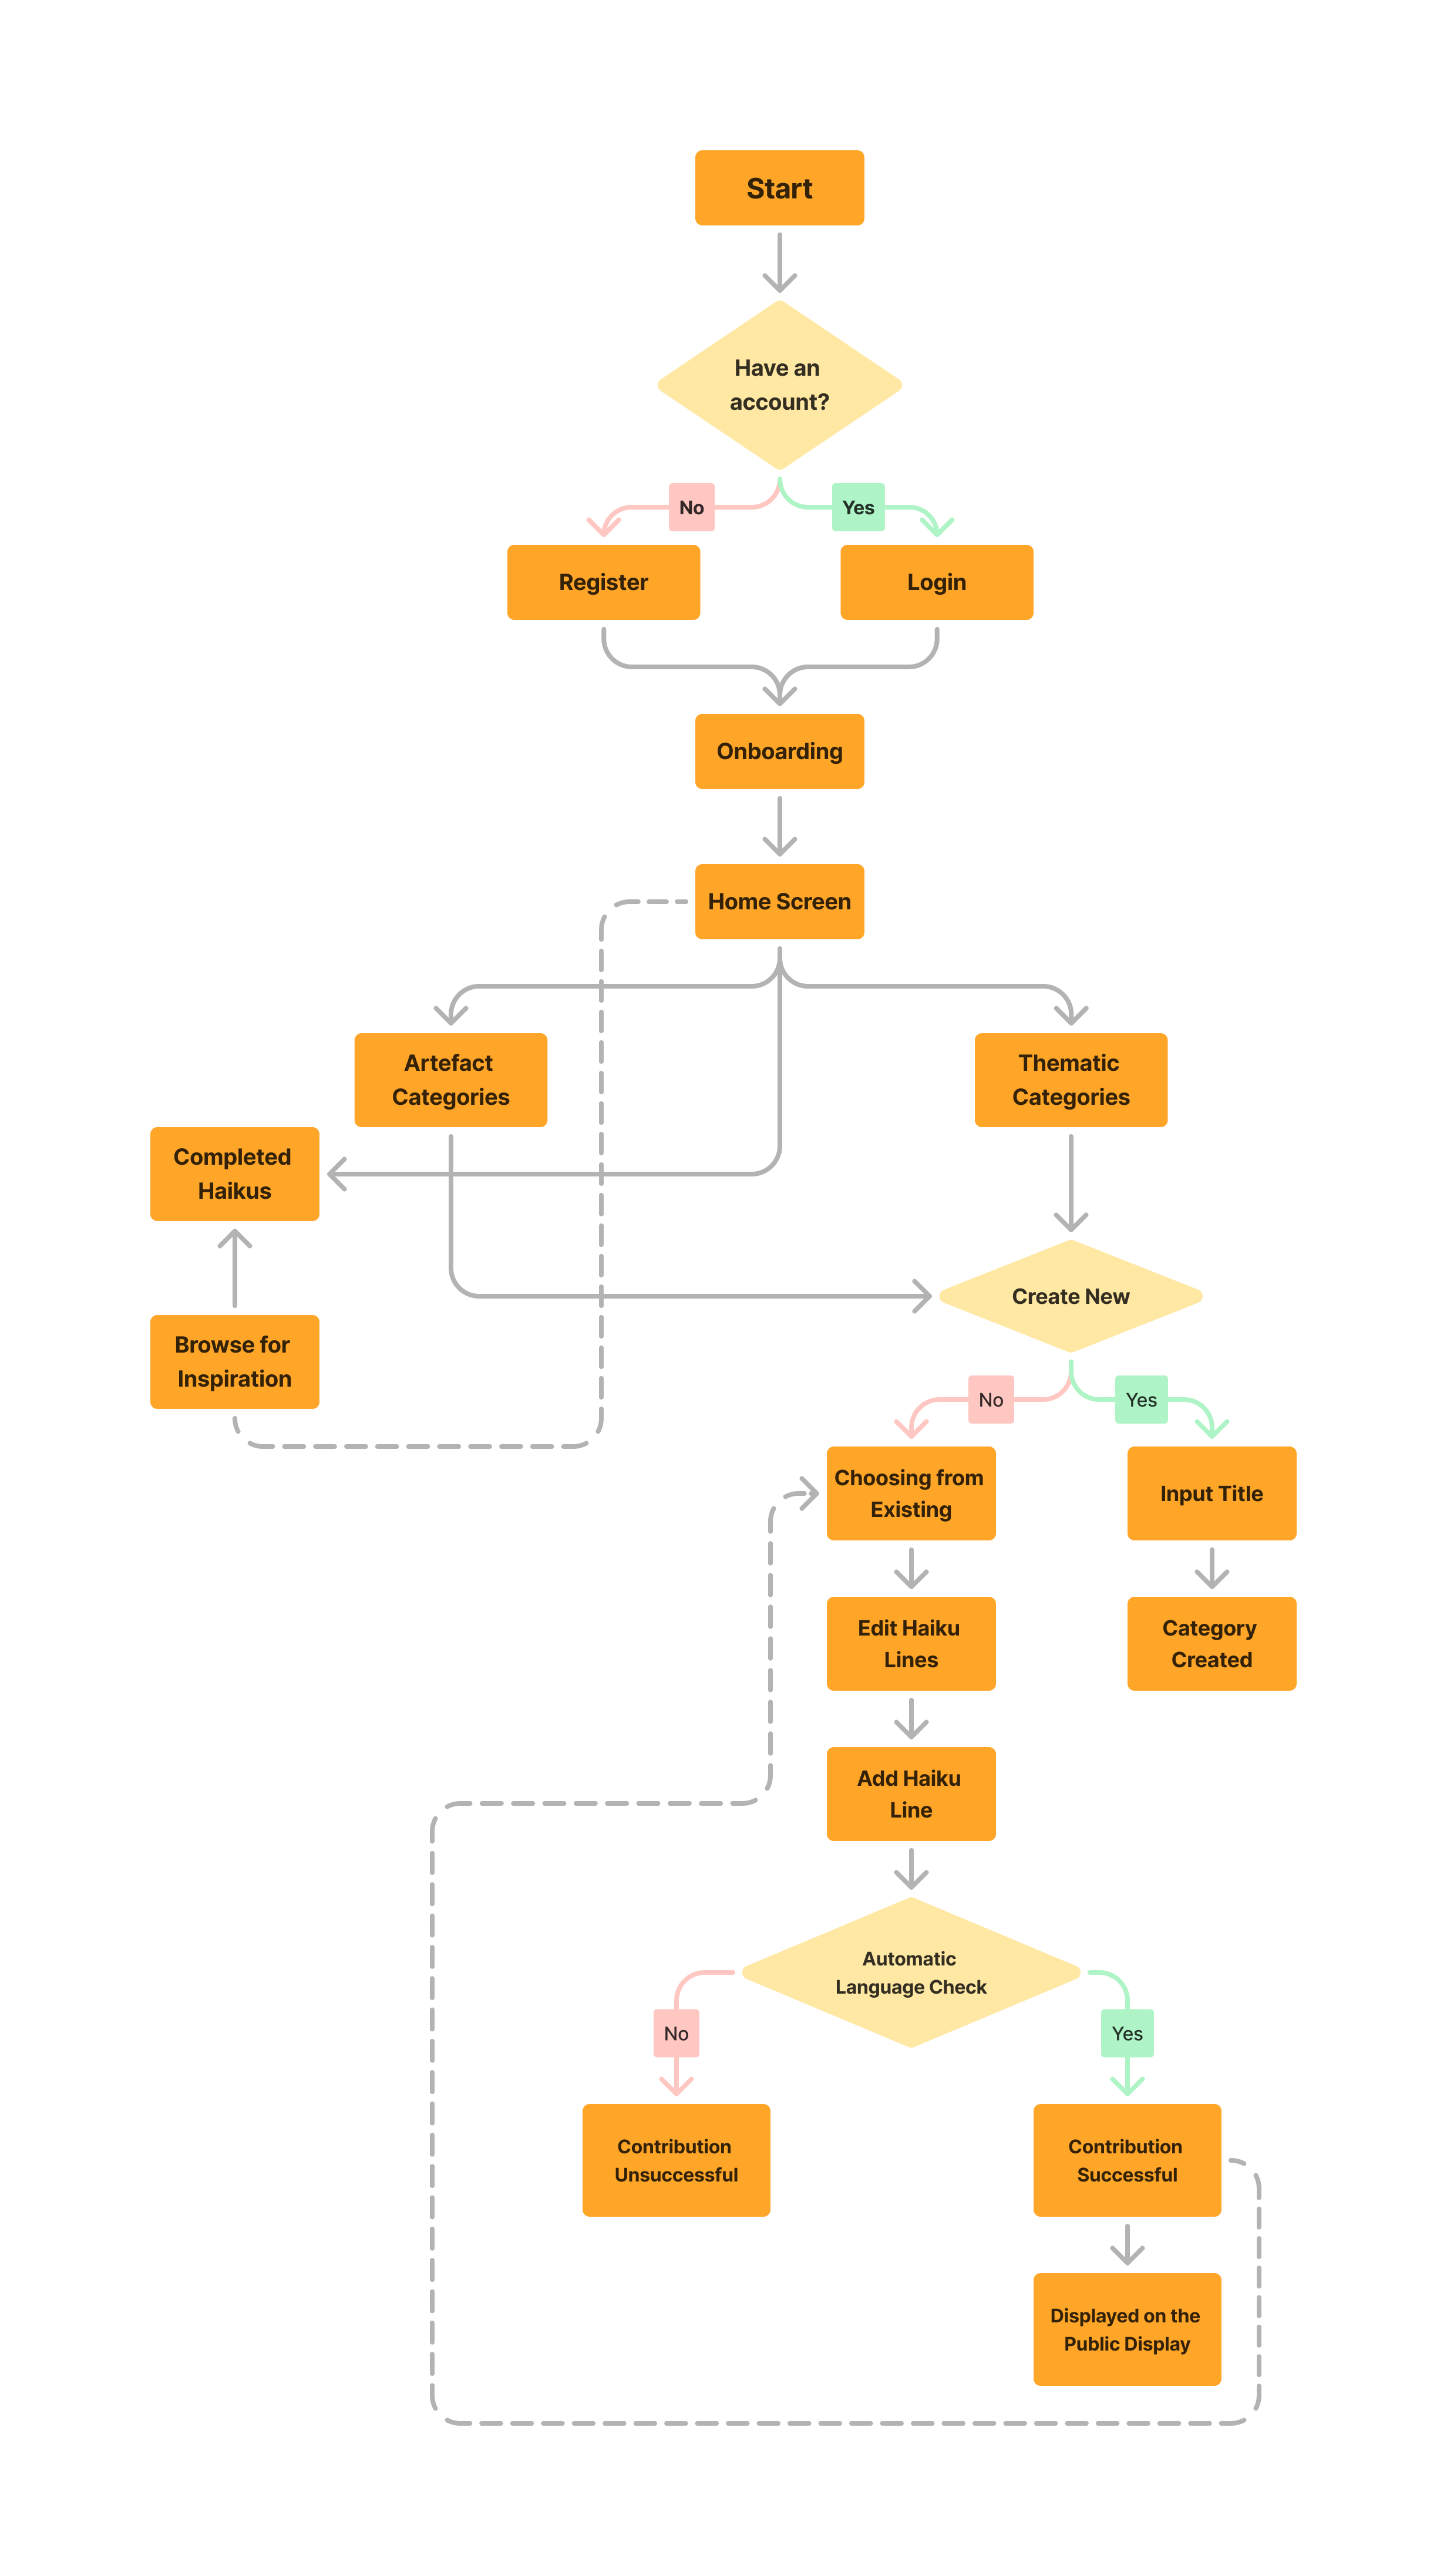 Start
Have an
account?
No
Yes
Register
Login
Onboarding
Home Screen
Artefact
Categories
Thematic
Categories
Completed
Haikus
Create New
Browse for
Inspiration
No
Yes
Choosing from
Existing
Input Title
Edit Haiku
Lines
Category
Created
Add Haiku
Line
Automatic
Language Check
No
Yes
Contribution
Unsuccessful
Contribution
Successful
Displayed on the
Public Display